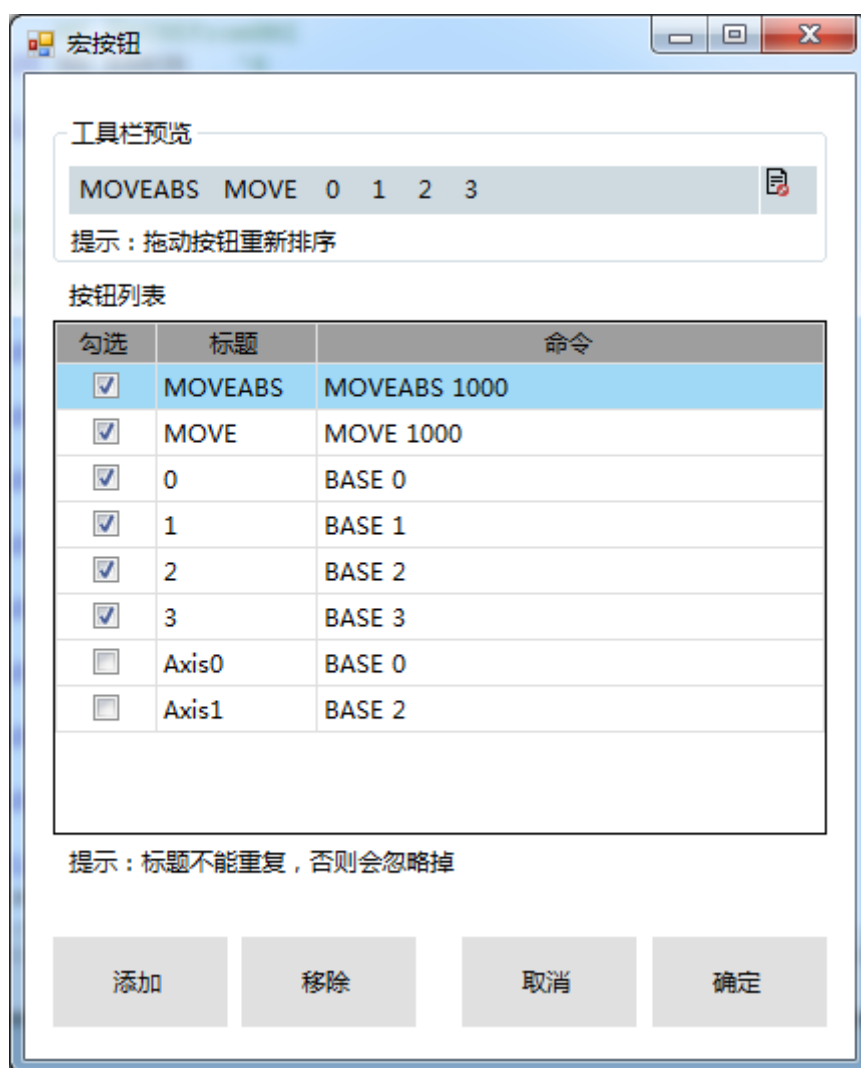 宏按钮
工具栏预览
MOVEABS MOVE 0 1 2 3
提示：拖动按钮重新排序
按钮列表
勾选 标题 命令
MOVEABS MOVEABS 1000
MOVE MOVE 1000
0 BASE 0
1 BASE 1
2 BASE 2
3 BASE 3
Axis0 BASE 0
Axis1 BASE 2
提示：标题不能重复，否则会忽略掉
添加 移除 取消 确定